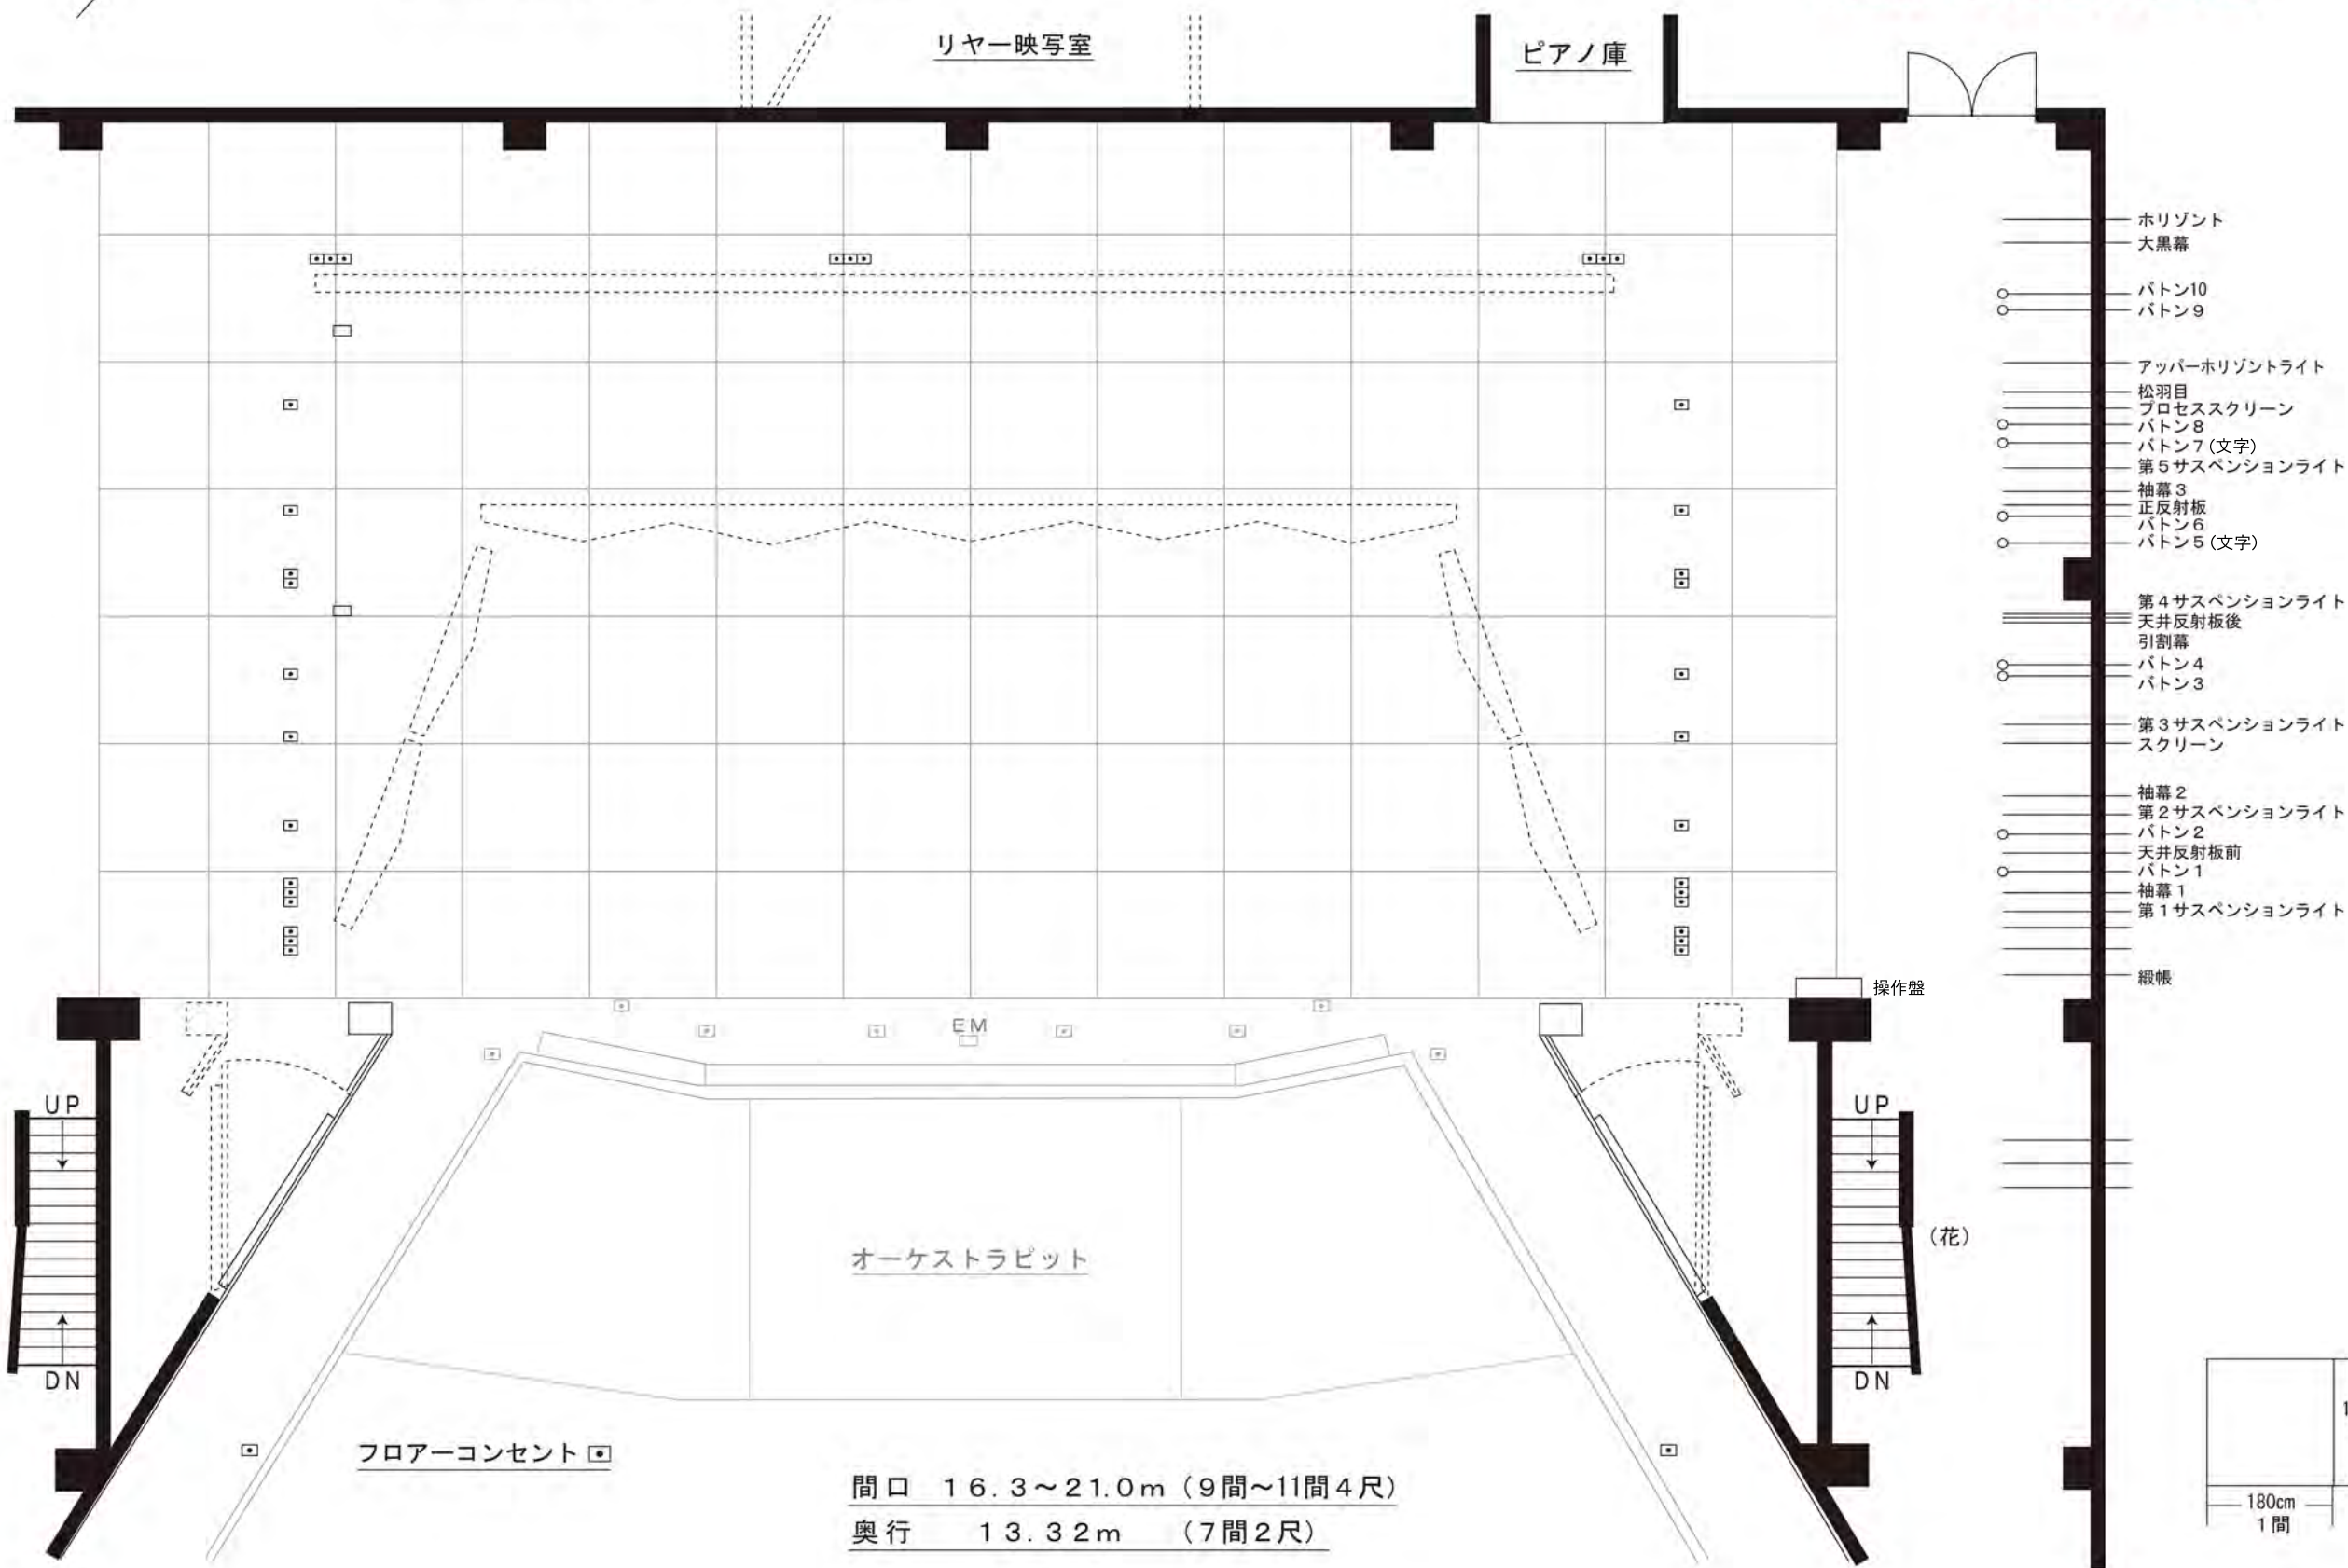 リヤー映写室
ピアノ庫
ホリゾント
大黒幕
バトン10
バトン9
アッパーホリゾントライト
松羽目
プロセススクリーン
バトン8
バトン7(文字)
第5サスペンションライト
袖幕3
正反射板
バトン6
バトン5(文字)
第4サスペンションライト
天井反射板後
引割幕
バトン4
バトン3
第3サスペンションライト
スクリーン
袖幕2
第2サスペンションライト
バトン2
天井反射板前
バトン1
袖幕1
第1サスペンションライト
緞帳
操作盤
EM
UP
UP
(花)
オーケストラピット
DN
DN
フロアーコンセント
間口 16.3~21.0m(9間~11間4尺)
奥行 13.32m (7間2尺)
180cm
1間